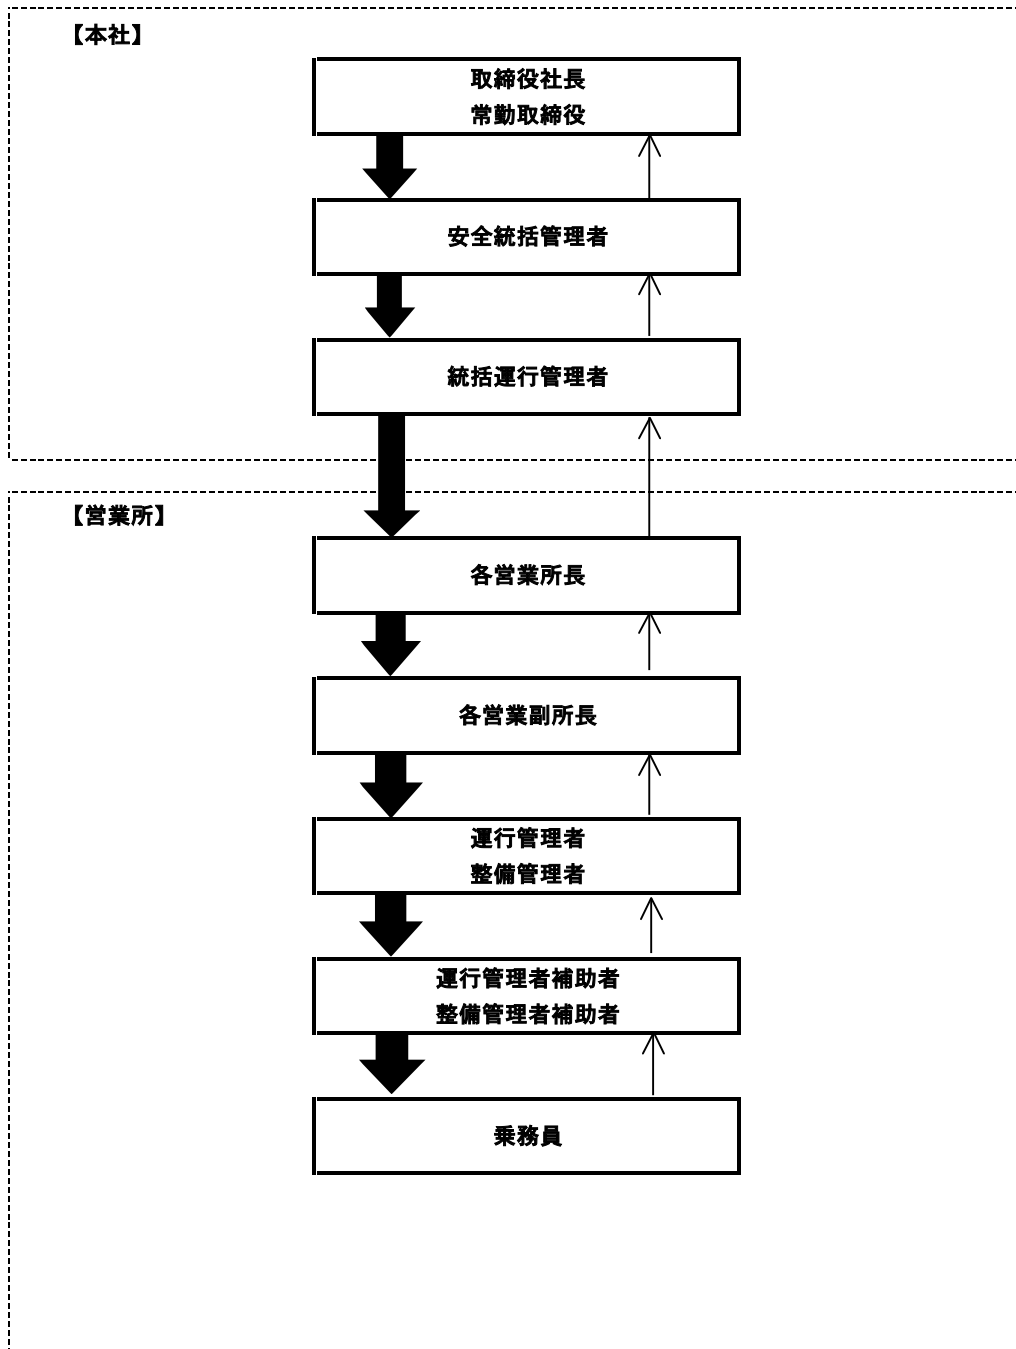 【本社】
取締役社長
常勤取締役
安全統括管理者
統括運行管理者
【営業所】
各営業所長
各営業副所長
運行管理者
整備管理者
運行管理者補助者
整備管理者補助者
乗務員